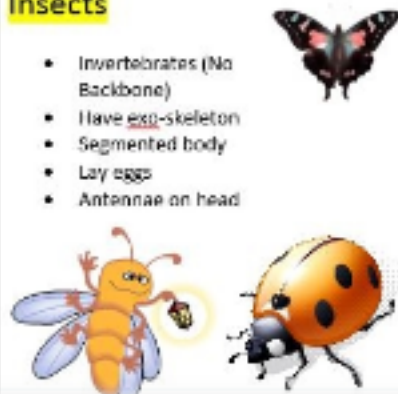 Insects
• Invertebrates (No
Backbone)
• Have exo-skeleton
• Segmented body
• Lay eggs
• Antennae on head